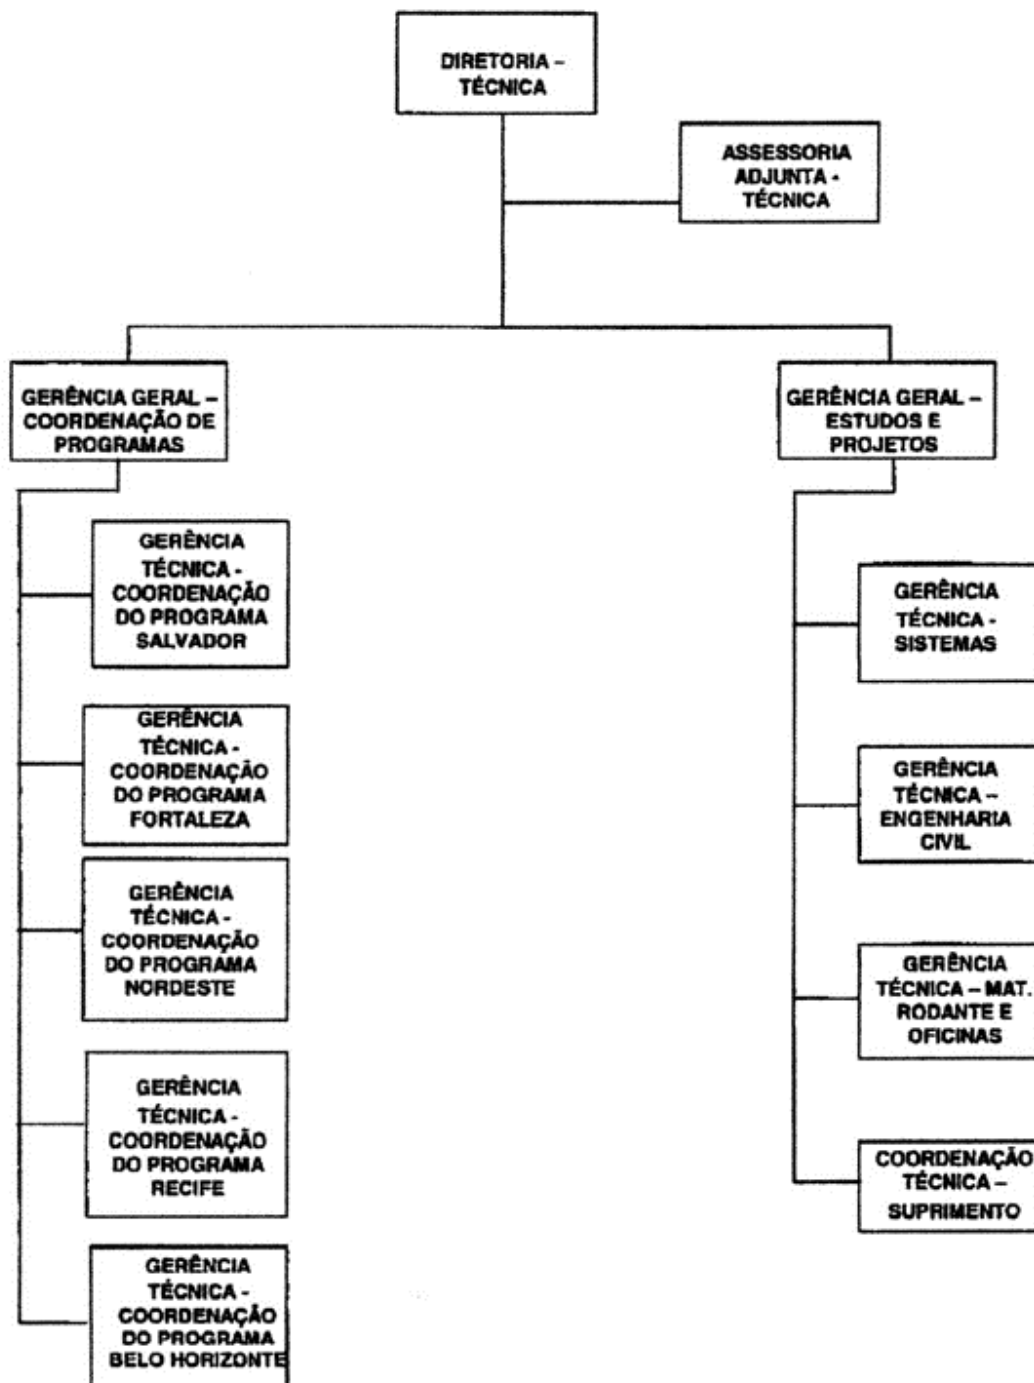 DIRETORIA –
TÉCNICA
ASSESSORIA
ADJUNTA -
TÉCNICA
GERÊNCIA GERAL –
COORDENAÇÃO DE
PROGRAMAS
GERÊNCIA
TÉCNICA -
COORDENAÇÃO
DO PROGRAMA
SALVADOR
GERÊNCIA
TÉCNICA -
COORDENAÇÃO
DO PROGRAMA
FORTALEZA
GERÊNCIA
TÉCNICA -
COORDENAÇÃO
DO PROGRAMA
NORDESTE
GERÊNCIA
TÉCNICA -
COORDENAÇÃO
DO PROGRAMA
RECIFE
GERÊNCIA
TÉCNICA -
COORDENAÇÃO
DO PROGRAMA
BELO HORIZONTE
GERÊNCIA GERAL –
ESTUDOS E
PROJETOS
GERÊNCIA
TÉCNICA -
SISTEMAS
GERÊNCIA
TÉCNICA –
ENGENHARIA
CIVIL
GERÊNCIA
TÉCNICA – MAT.
RODANTE E
OFICINAS
COORDENAÇÃO
TÉCNICA –
SUPRIMENTO